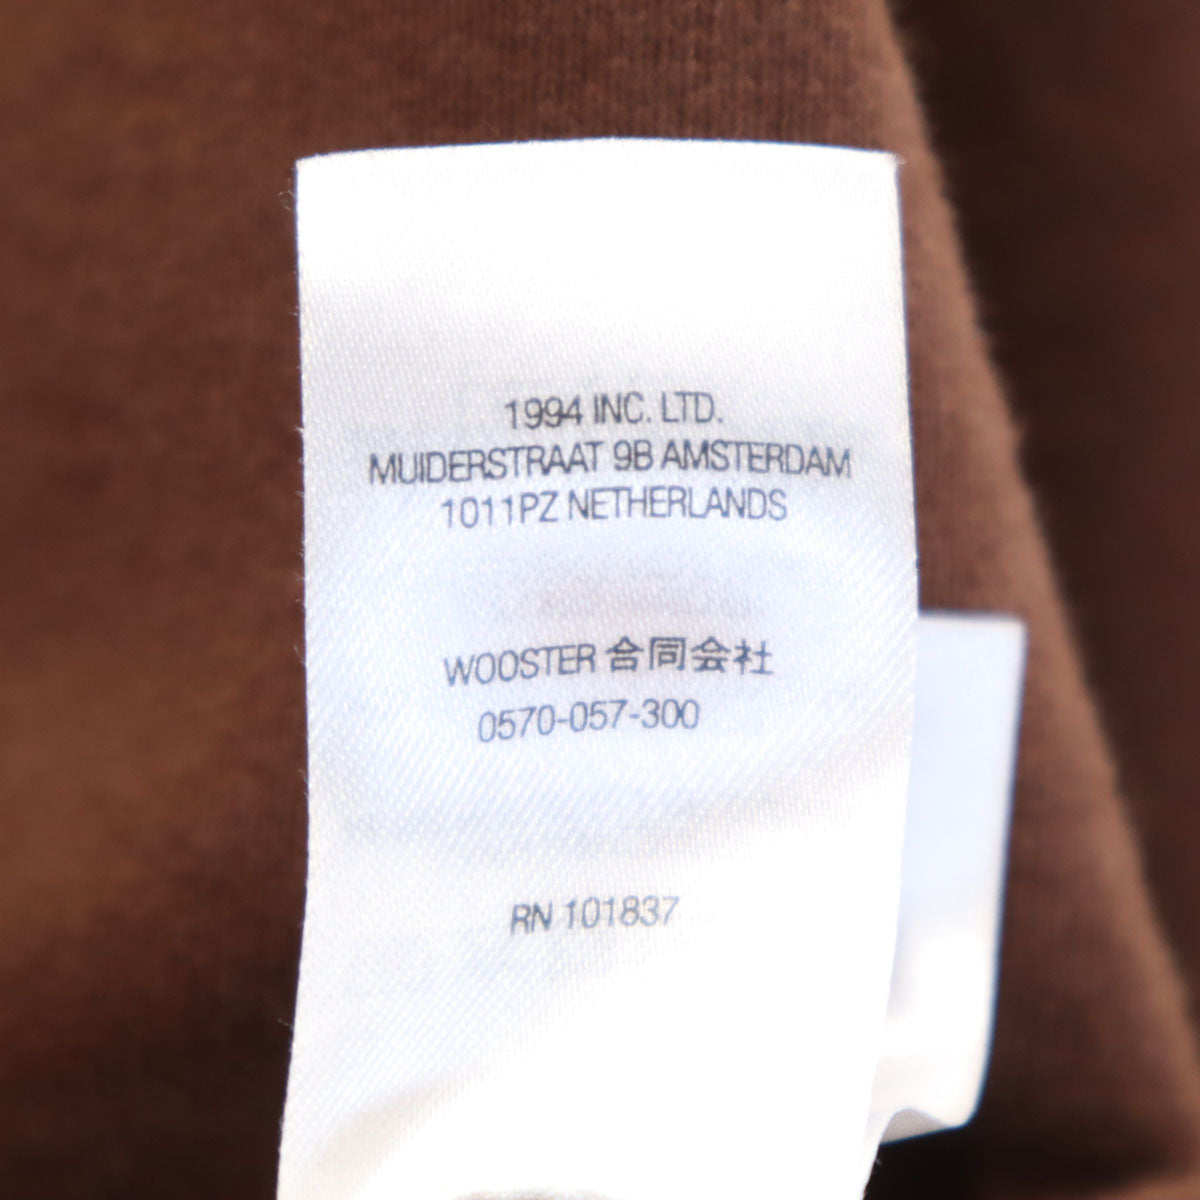 1994 INC. LTD.
MUIDERSTRAAT 9B AMSTERDAM
1011PZ NETHERLANDS
WOOSTER 合同会社
0570-057-300
RN 101837